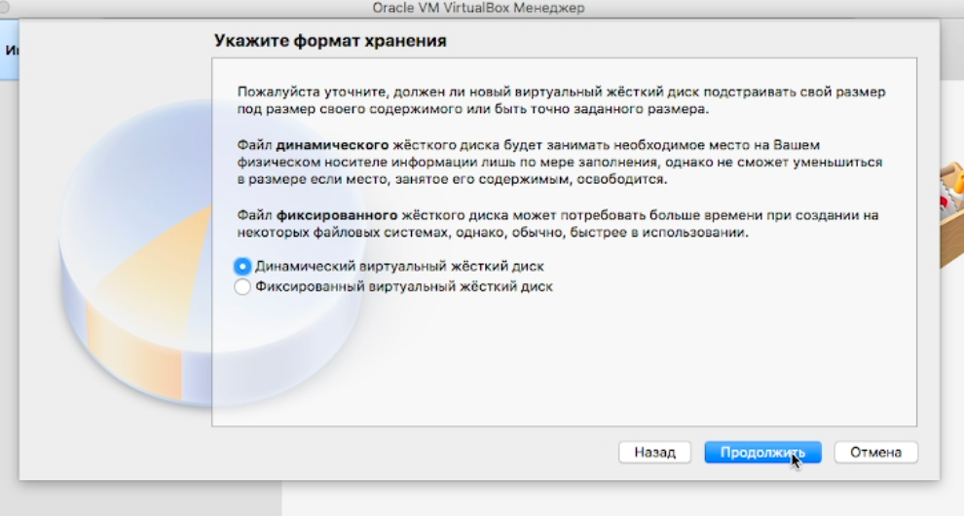 Oracle VM VirtualBox Менеджер
Укажите формат хранения
Пожалуйста уточните, должен ли новый виртуальный жёсткий диск подстраивать свой размер
под размер своего содержимого или быть точно заданного размера.
Файл динамического жёсткого диска будет занимать необходимое место на Вашем
физическом носителе информации лишь по мере заполнения, однако не сможет уменьшиться
в размере если место, занятое его содержимым, освободится.
Файл фиксированного жёсткого диска может потребовать больше времени при создании на
некоторых файловых системах, однако, обычно, быстрее в использовании.
Динамический виртуальный жёсткий диск
Фиксированный виртуальный жёсткий диск
Назад Продолжить Отмена